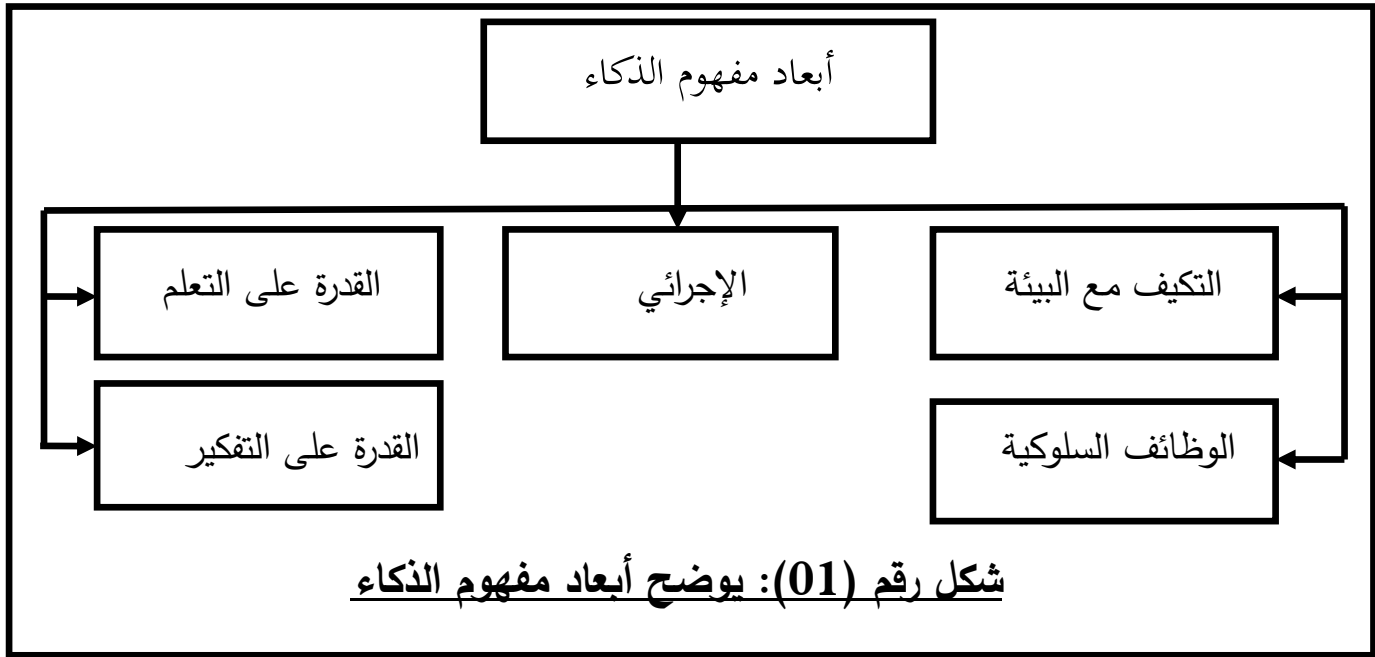 أبعاد مفهوم الذكاء
التكيف مع البيئة
الإجرائي
القدرة على التعلم
الوظائف السلوكية
القدرة على التفكير
شكل رقم (01): يوضح أبعاد مفهوم الذكاء